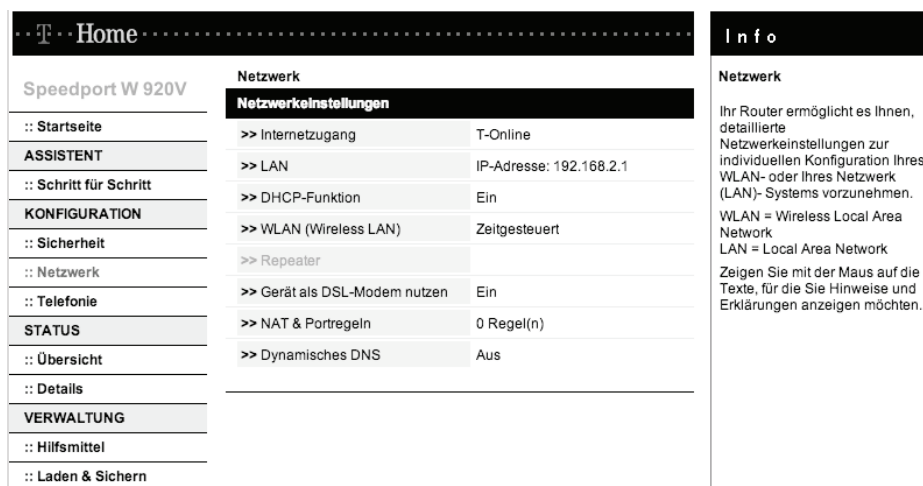 T Home
Info
Speedport W 920V
:: Startseite
ASSISTENT
:: Schritt für Schritt
KONFIGURATION
:: Sicherheit
:: Netzwerk
:: Telefonie
STATUS
:: Übersicht
:: Details
VERWALTUNG
:: Hilfsmittel
:: Laden & Sichern
Netzwerk
Netzwerkeinstellungen
>> Internetzugang T-Online
>> LAN IP-Adresse: 192.168.2.1
>> DHCP-Funktion Ein
>> WLAN (Wireless LAN) Zeitgesteuert
>> Repeater
>> Gerät als DSL-Modem nutzen Ein
>> NAT & Portregeln 0 Regel(n)
>> Dynamisches DNS Aus
Netzwerk
Ihr Router ermöglicht es Ihnen,
detaillierte
Netzwerkeinstellungen zur
individuellen Konfiguration Ihres
WLAN- oder Ihres Netzwerk
(LAN)- Systems vorzunehmen.
WLAN = Wireless Local Area
Network
LAN = Local Area Network
Zeigen Sie mit der Maus auf die
Texte, für die Sie Hinweise und
Erklärungen anzeigen möchten.